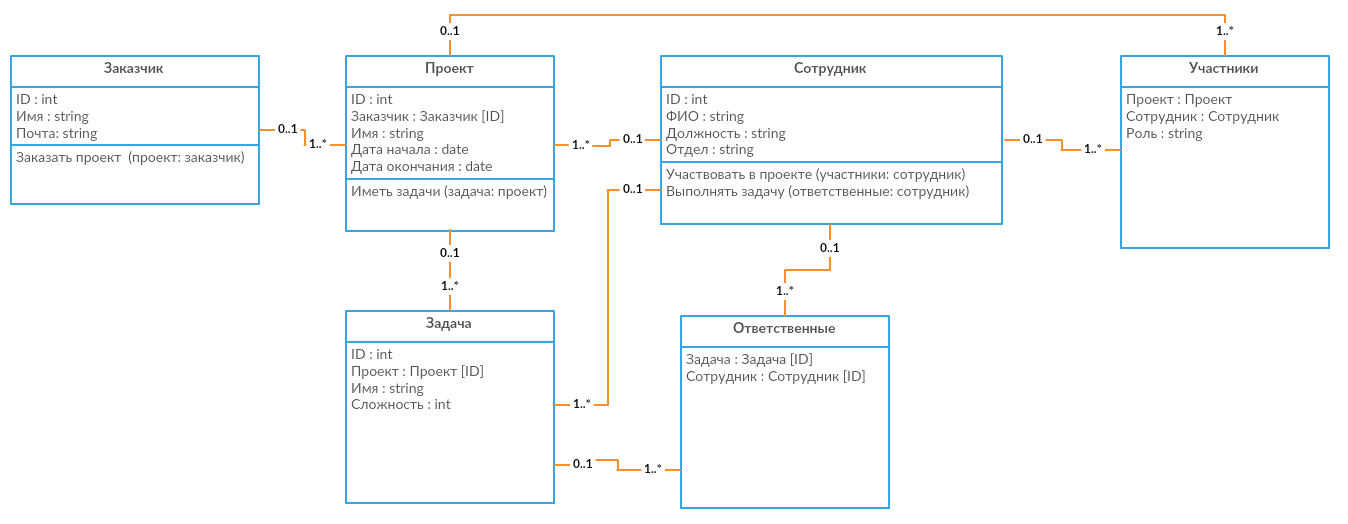 0..1
1..*
Заказчик
ID : int
Имя : string
Почта: string
Заказать проект  (проект: заказчик)
0..1
1..*
Проект
ID : int
Заказчик : Заказчик [ID]
Имя : string
Дата начала : date
Дата окончания : date
Иметь задачи (задача: проект)
1..*
0..1
0..1
Сотрудник
ID : int
ФИО : string
Должность : string
Отдел : string
Участвовать в проекте (участники: сотрудник)
Выполнять задачу (ответственные: сотрудник)
0..1
1..*
Участники
Проект : Проект
Сотрудник : Сотрудник
Роль : string
0..1
1..*
0..1
1..*
Задача
ID : int
Проект : Проект [ID]
Имя : string
Сложность : int
1..*
0..1
1..*
Ответственные
Задача : Задача [ID]
Сотрудник : Сотрудник [ID]